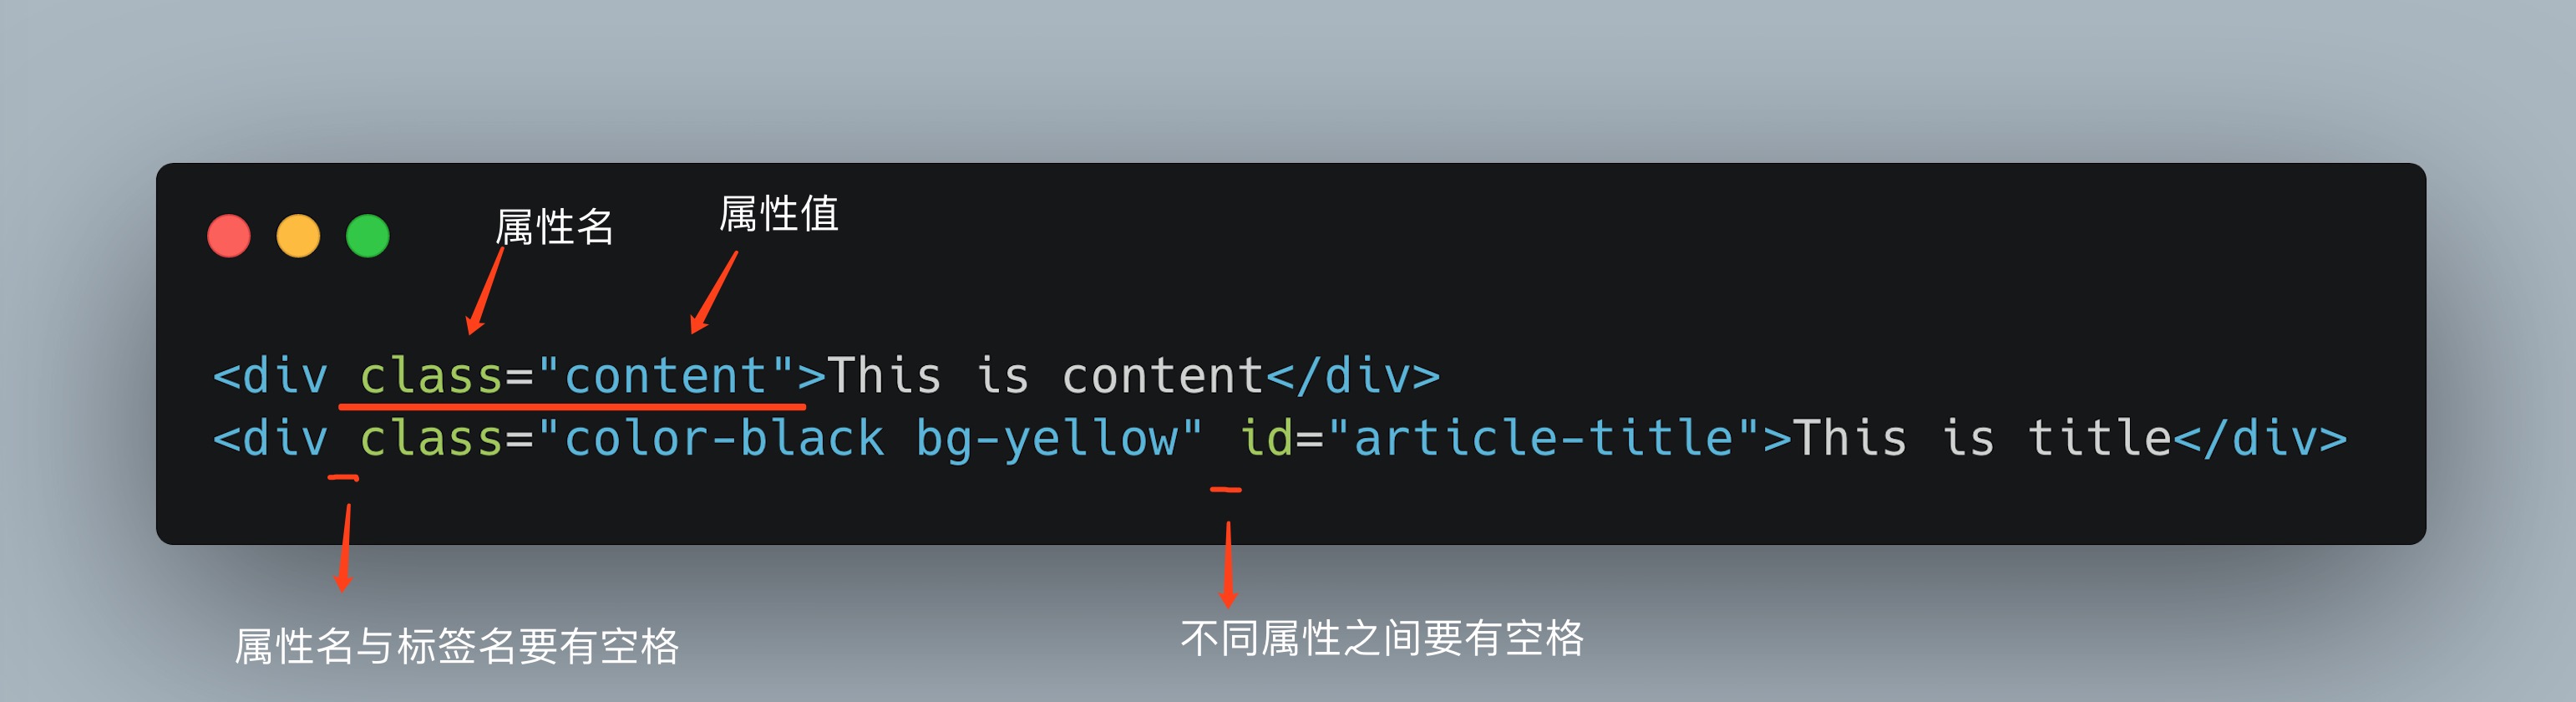 属性名 属性值
<div class="content">This is content</div>
<div class="color-black bg-yellow" id="article-title">This is title</div>
属性名与标签名要有空格 不同属性之间要有空格